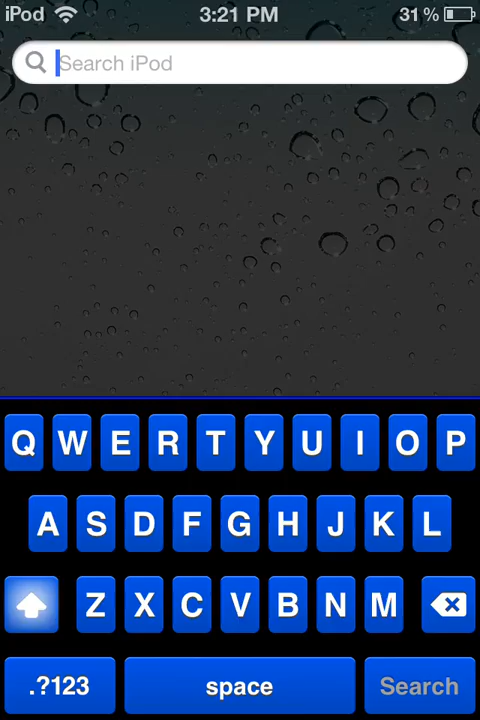 iPod 3:21 PM 31%
Search iPod
Q W E R T Y U I O P
A S D F G H J K L
Z X C V B N M
.?123 space Search